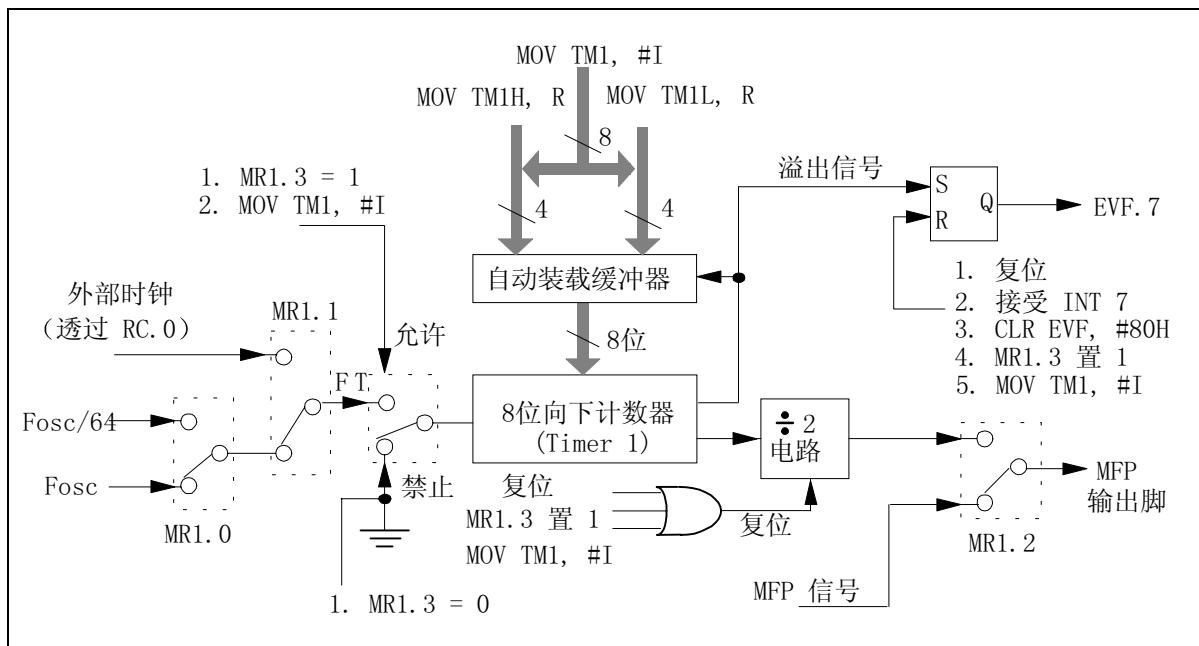 MOV TM1, #I
MOV TM1H, R
MOV TM1L, R
8
1. MR1.3 = 1
2. MOV TM1, #I
4
4
溢出信号
S
Q
R
EVF.7
自动装载缓冲器
外部时钟
(透过 RC.0)
MR1.1
允许
8位
1. 复位
2. 接受 INT 7
3. CLR EVF, #80H
4. MR1.3 置 1
5. MOV TM1, #I
FT
Fosc/64
8位向下计数器
(Timer 1)
÷2
电路
Fosc
禁止
MR1.0
复位
MR1.3 置 1
MOV TM1, #I
复位
MFP
输出脚
MR1.2
MFP 信号
1. MR1.3 = 0